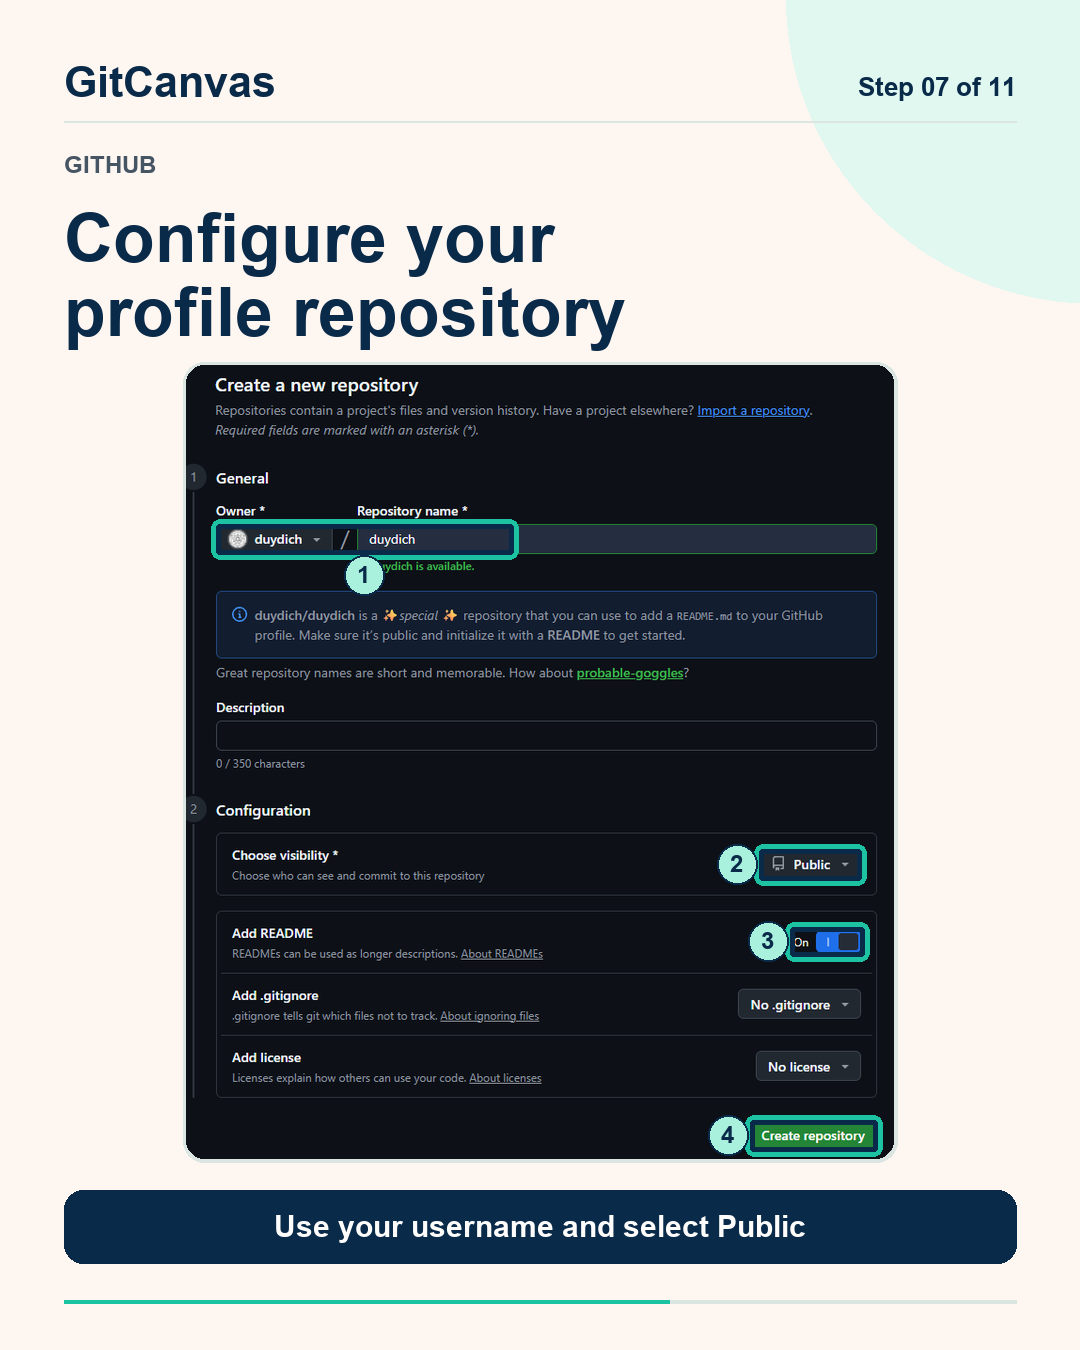 GitCanvas
Step 07 of 11
GITHUB
Configure your
profile repository
Create a new repository
Repositories contain a project's files and version history. Have a project elsewhere? Import a repository.
Required fields are marked with an asterisk (*).
1
General
Owner *
Repository name *
duydich
/
duydich
1
ydich is available.
duydich/duydich is a ✨special ✨ repository that you can use to add a README.md to your GitHub
profile. Make sure it's public and initialize it with a README to get started.
Great repository names are short and memorable. How about probable-goggles?
Description
0 / 350 characters
2
Configuration
Choose visibility *
Choose who can see and commit to this repository
2
Public
Add README
READMEs can be used as longer descriptions. About READMEs
3
On
Add .gitignore
.gitignore tells git which files not to track. About ignoring files
No .gitignore
Add license
Licenses explain how others can use your code. About licenses
No license
4
Create repository
Use your username and select Public